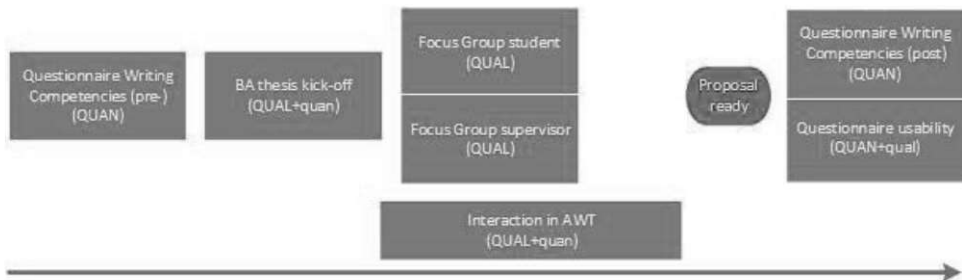 Questionnaire Writing
Competencies (pre-)
(QUAN)
BA thesis kick-off
(QUAL+quan)
Focus Group student
(QUAL)
Focus Group supervisor
(QUAL)
Interaction in AWT
(QUAL+quan)
Proposal
ready
Questionnaire Writing
Competencies (post)
(QUAN)
Questionnaire usability
(QUAN+qual)